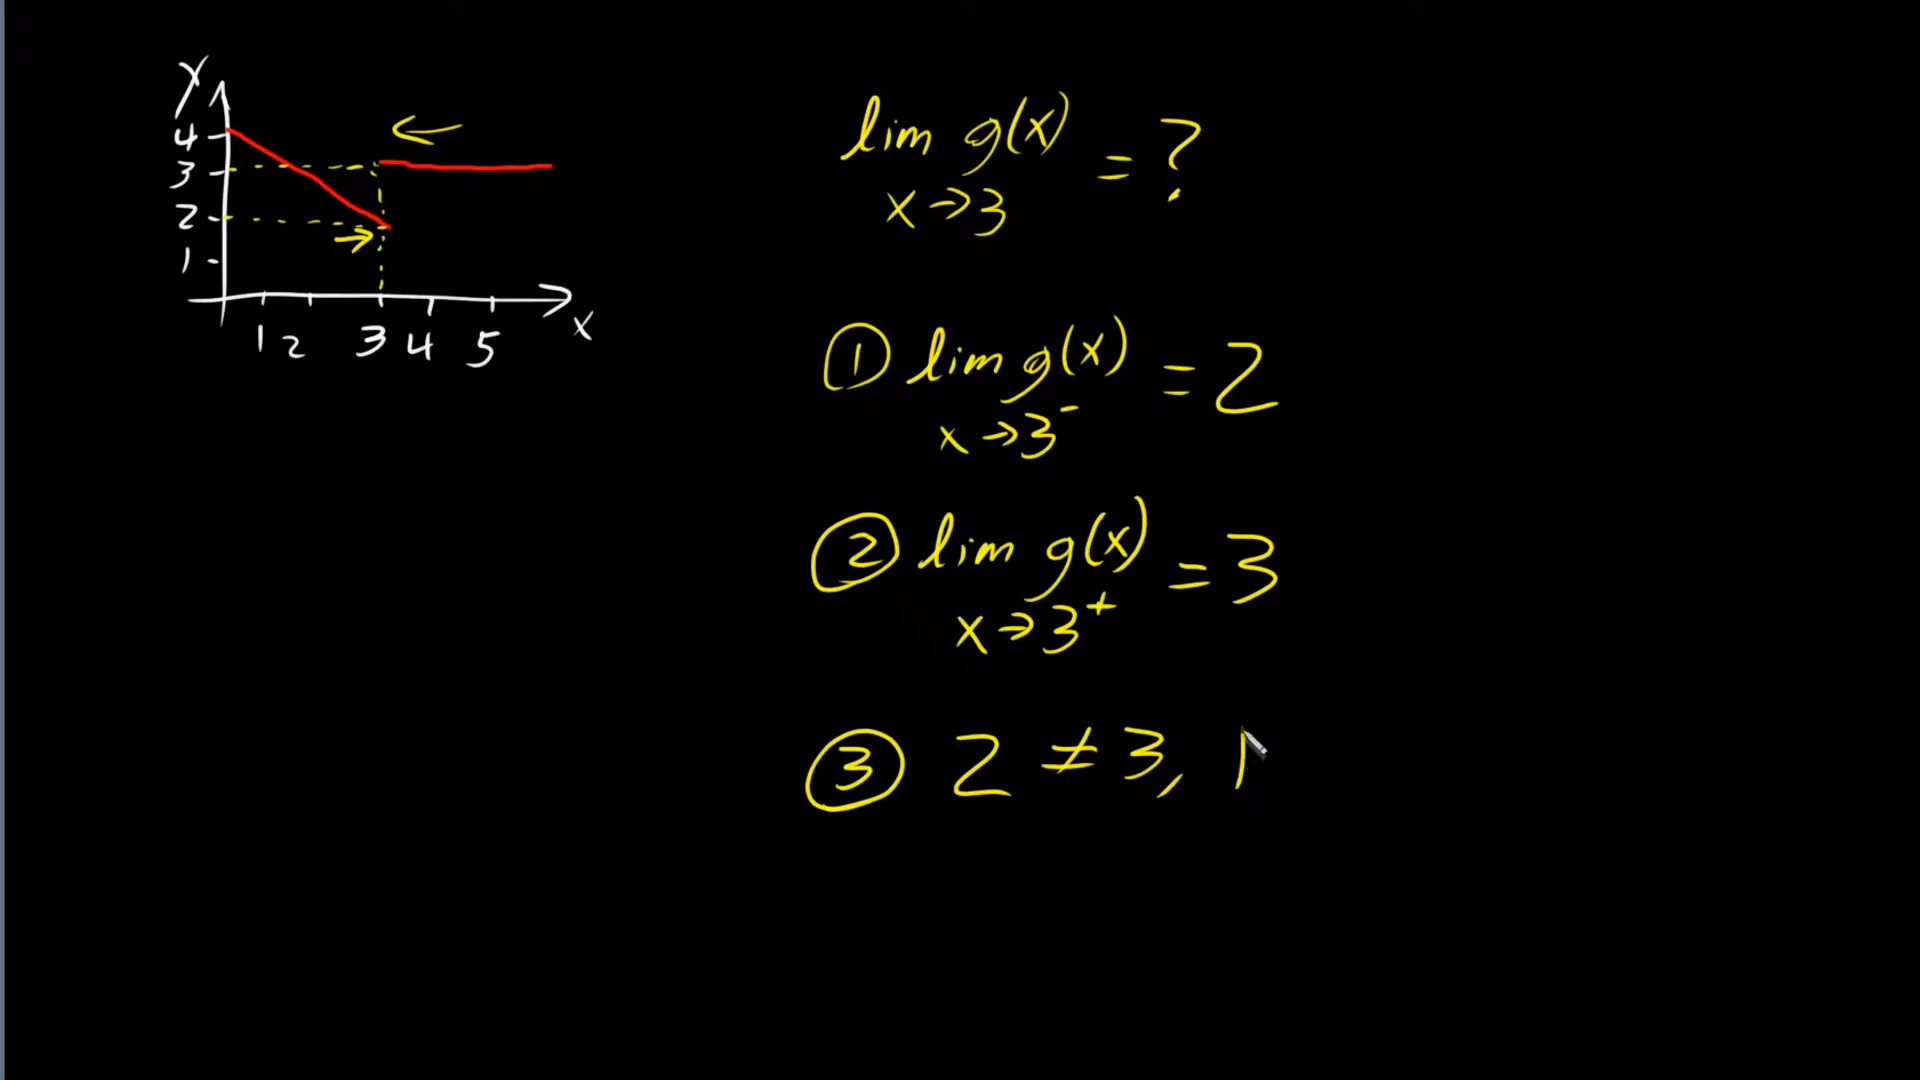 y
4
3
2
1
1 2 3 4 5
x
lim g(x) = ?
x→3
① lim g(x) = 2
x→3⁻
② lim g(x) = 3
x→3⁺
③ 2 ≠ 3,